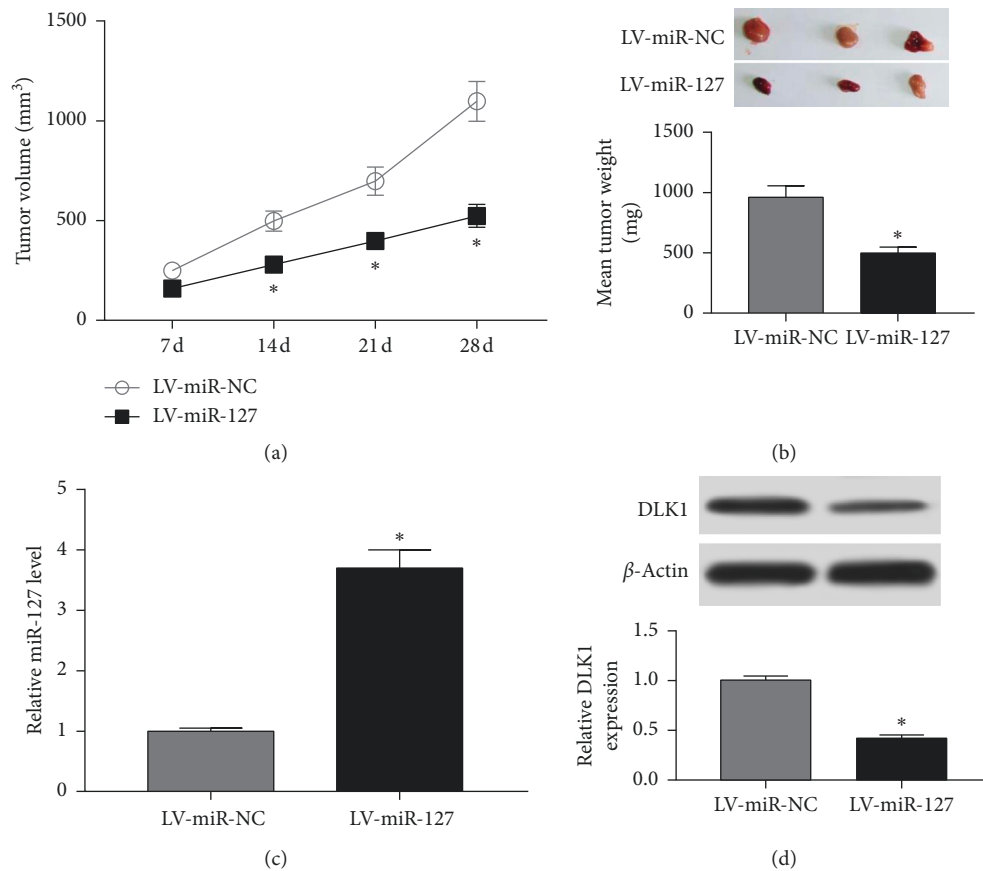 1500
1000
500
0
Tumor volume (mm³)
7 d
14 d
21 d
28 d
*
*
*
LV-miR-NC
LV-miR-127
(a)
LV-miR-NC
LV-miR-127
1500
1000
500
0
Mean tumor weight
(mg)
*
LV-miR-NC
LV-miR-127
(b)
5
4
3
2
1
0
Relative miR-127 level
*
LV-miR-NC
LV-miR-127
(c)
DLK1
β-Actin
1.5
1.0
0.5
0.0
Relative DLK1
expression
*
LV-miR-NC
LV-miR-127
(d)